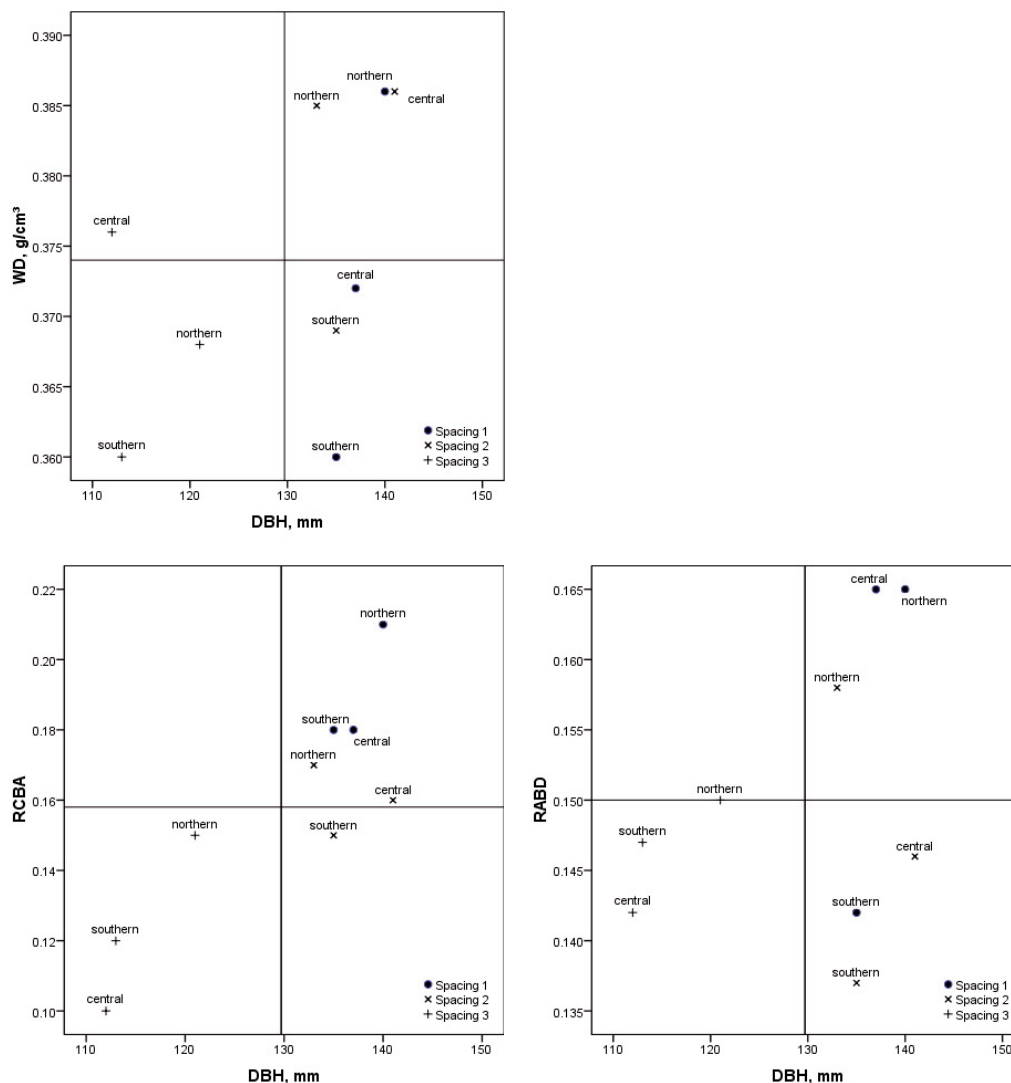 0.390
0.385
0.380
0.375
0.370
0.365
0.360
WD, g/cm³
northern
northern
central
central
central
southern
northern
southern
southern
Spacing 1
Spacing 2
Spacing 3
110 120 130 140 150
DBH, mm
0.22
0.20
0.18
0.16
0.14
0.12
0.10
RCBA
northern
southern
central
northern
central
northern
southern
southern
central
Spacing 1
Spacing 2
Spacing 3
110 120 130 140 150
DBH, mm
0.165
0.160
0.155
0.150
0.145
0.140
0.135
RABD
central
northern
northern
northern
southern
central
central
southern
southern
Spacing 1
Spacing 2
Spacing 3
110 120 130 140 150
DBH, mm